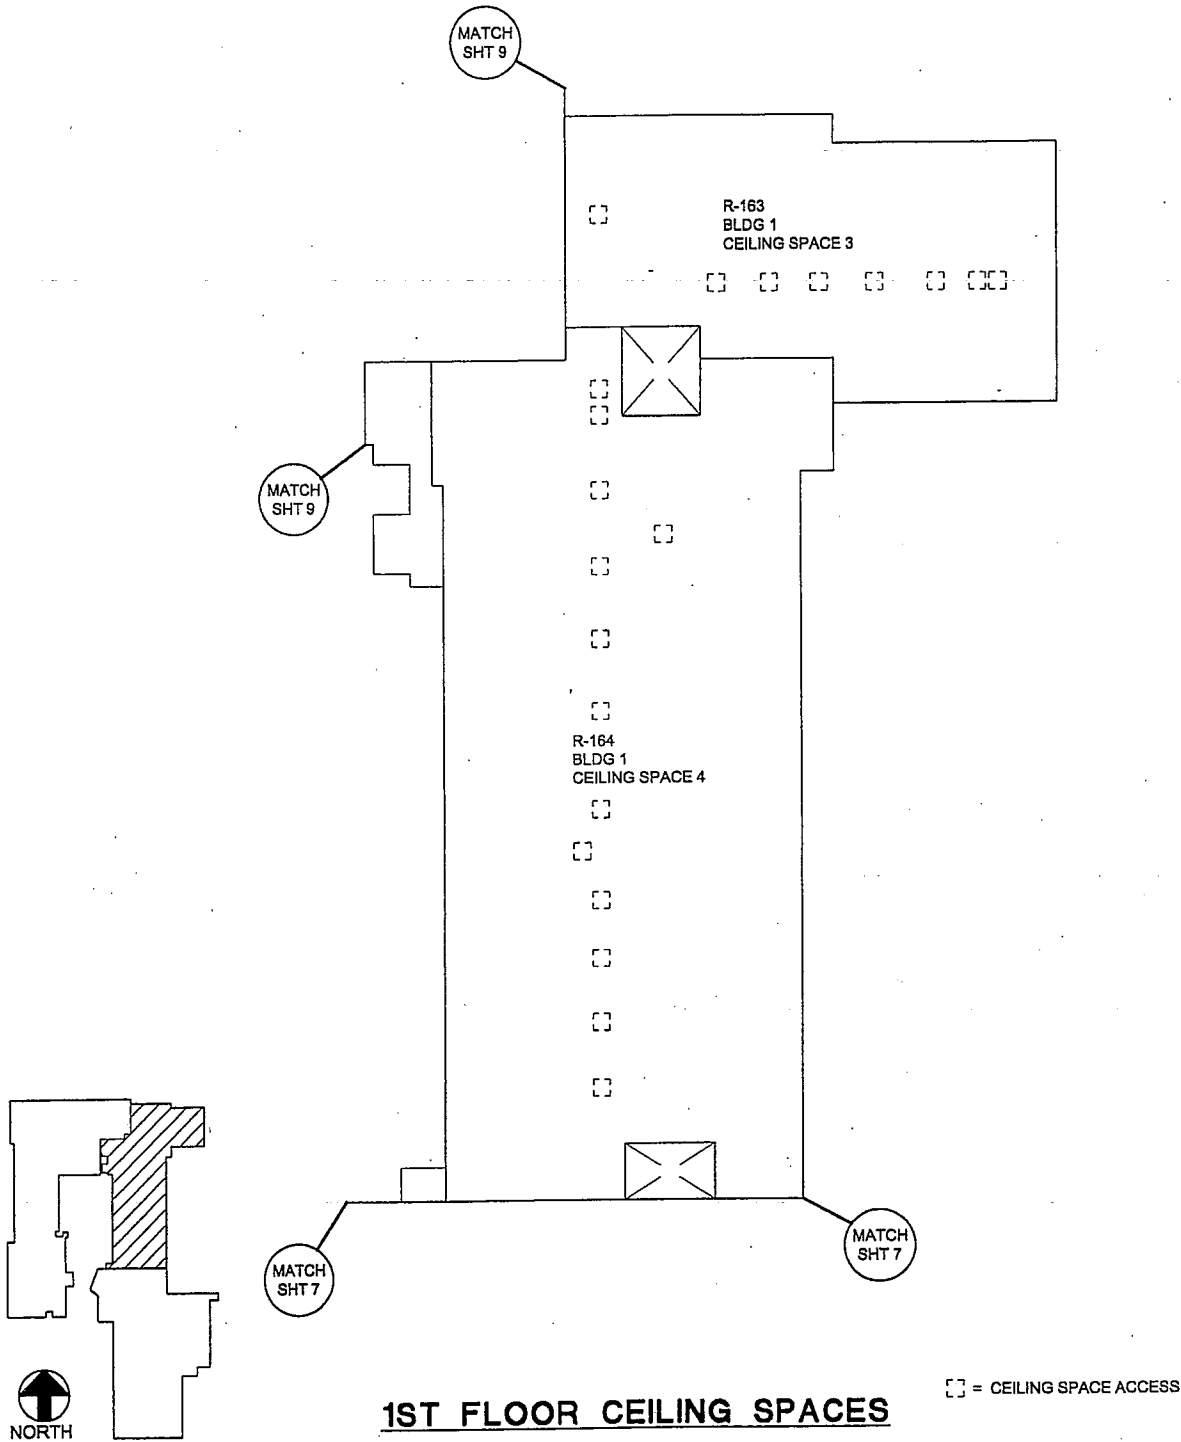 MATCH
SHT 9
R-163
BLDG 1
CEILING SPACE 3
MATCH
SHT 9
R-164
BLDG 1
CEILING SPACE 4
MATCH
SHT 7
MATCH
SHT 7
NORTH
1ST FLOOR CEILING SPACES
= CEILING SPACE ACCESS